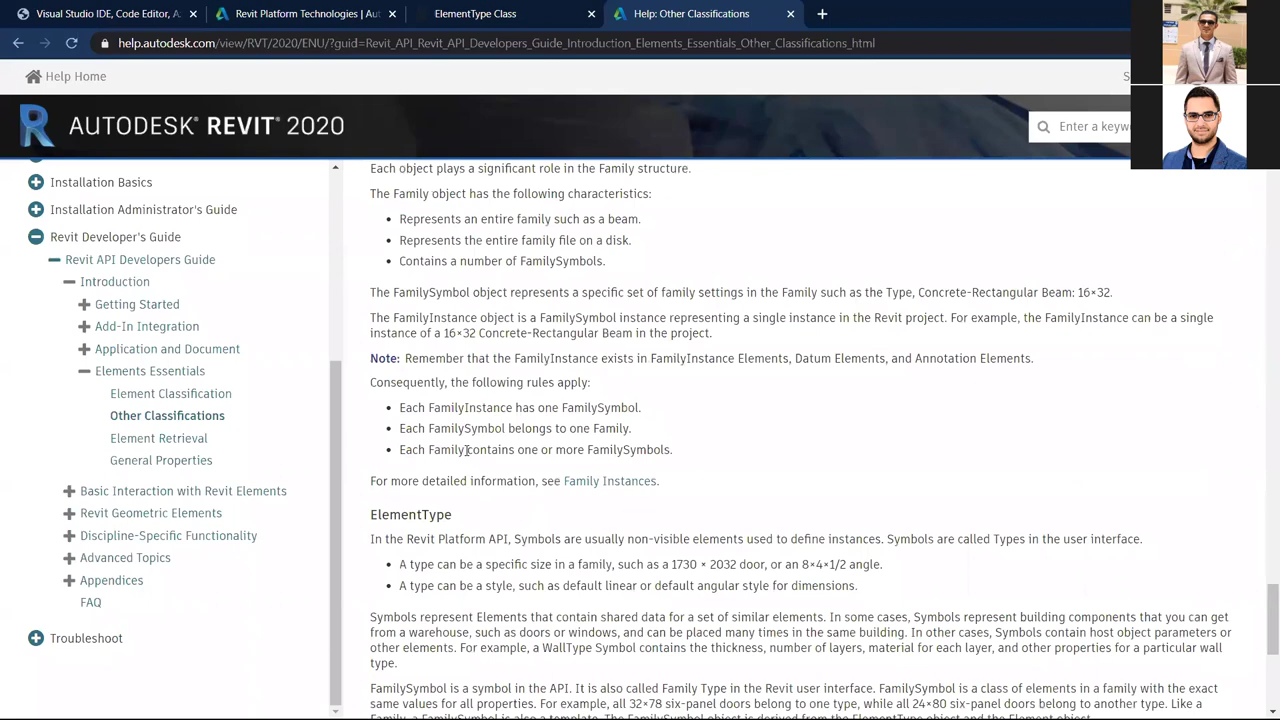 Visual Studio IDE, Code Editor, A
Revit Platform Technologies | Aut
ElementType Class
Help: Other Classifications
help.autodesk.com/view/RVT/2020/ENU/?guid=Revit_API_Revit_API_Developers_Guide_Introduction_Elements_Essentials_Other_Classifications_html
Help Home
S
R AUTODESK® REVIT® 2020
Enter a keyw
Installation Basics
Installation Administrator's Guide
Revit Developer's Guide
Revit API Developers Guide
Introduction
Getting Started
Add-In Integration
Application and Document
Elements Essentials
Element Classification
Other Classifications
Element Retrieval
General Properties
Basic Interaction with Revit Elements
Revit Geometric Elements
Discipline-Specific Functionality
Advanced Topics
Appendices
FAQ
Troubleshoot
Each object plays a significant role in the Family structure.
The Family object has the following characteristics:
• Represents an entire family such as a beam.
• Represents the entire family file on a disk.
• Contains a number of FamilySymbols.
The FamilySymbol object represents a specific set of family settings in the Family such as the Type, Concrete-Rectangular Beam: 16×32.
The FamilyInstance object is a FamilySymbol instance representing a single instance in the Revit project. For example, the FamilyInstance can be a single
instance of a 16×32 Concrete-Rectangular Beam in the project.
Note: Remember that the FamilyInstance exists in FamilyInstance Elements, Datum Elements, and Annotation Elements.
Consequently, the following rules apply:
• Each FamilyInstance has one FamilySymbol.
• Each FamilySymbol belongs to one Family.
• Each Family contains one or more FamilySymbols.
For more detailed information, see Family Instances.
ElementType
In the Revit Platform API, Symbols are usually non-visible elements used to define instances. Symbols are called Types in the user interface.
• A type can be a specific size in a family, such as a 1730 × 2032 door, or an 8×4×1/2 angle.
• A type can be a style, such as default linear or default angular style for dimensions.
Symbols represent Elements that contain shared data for a set of similar elements. In some cases, Symbols represent building components that you can get
from a warehouse, such as doors or windows, and can be placed many times in the same building. In other cases, Symbols contain host object parameters or
other elements. For example, a WallType Symbol contains the thickness, number of layers, material for each layer, and other properties for a particular wall
type.
FamilySymbol is a symbol in the API. It is also called Family Type in the Revit user interface. FamilySymbol is a class of elements in a family with the exact
same values for all properties. For example, all 32×78 six-panel doors belong to one type, while all 24×80 six-panel doors belong to another type. Like a
Family, a FamilySymbol is also a template. The FamilySymbol object is derived from the ElementType object and the Element object.